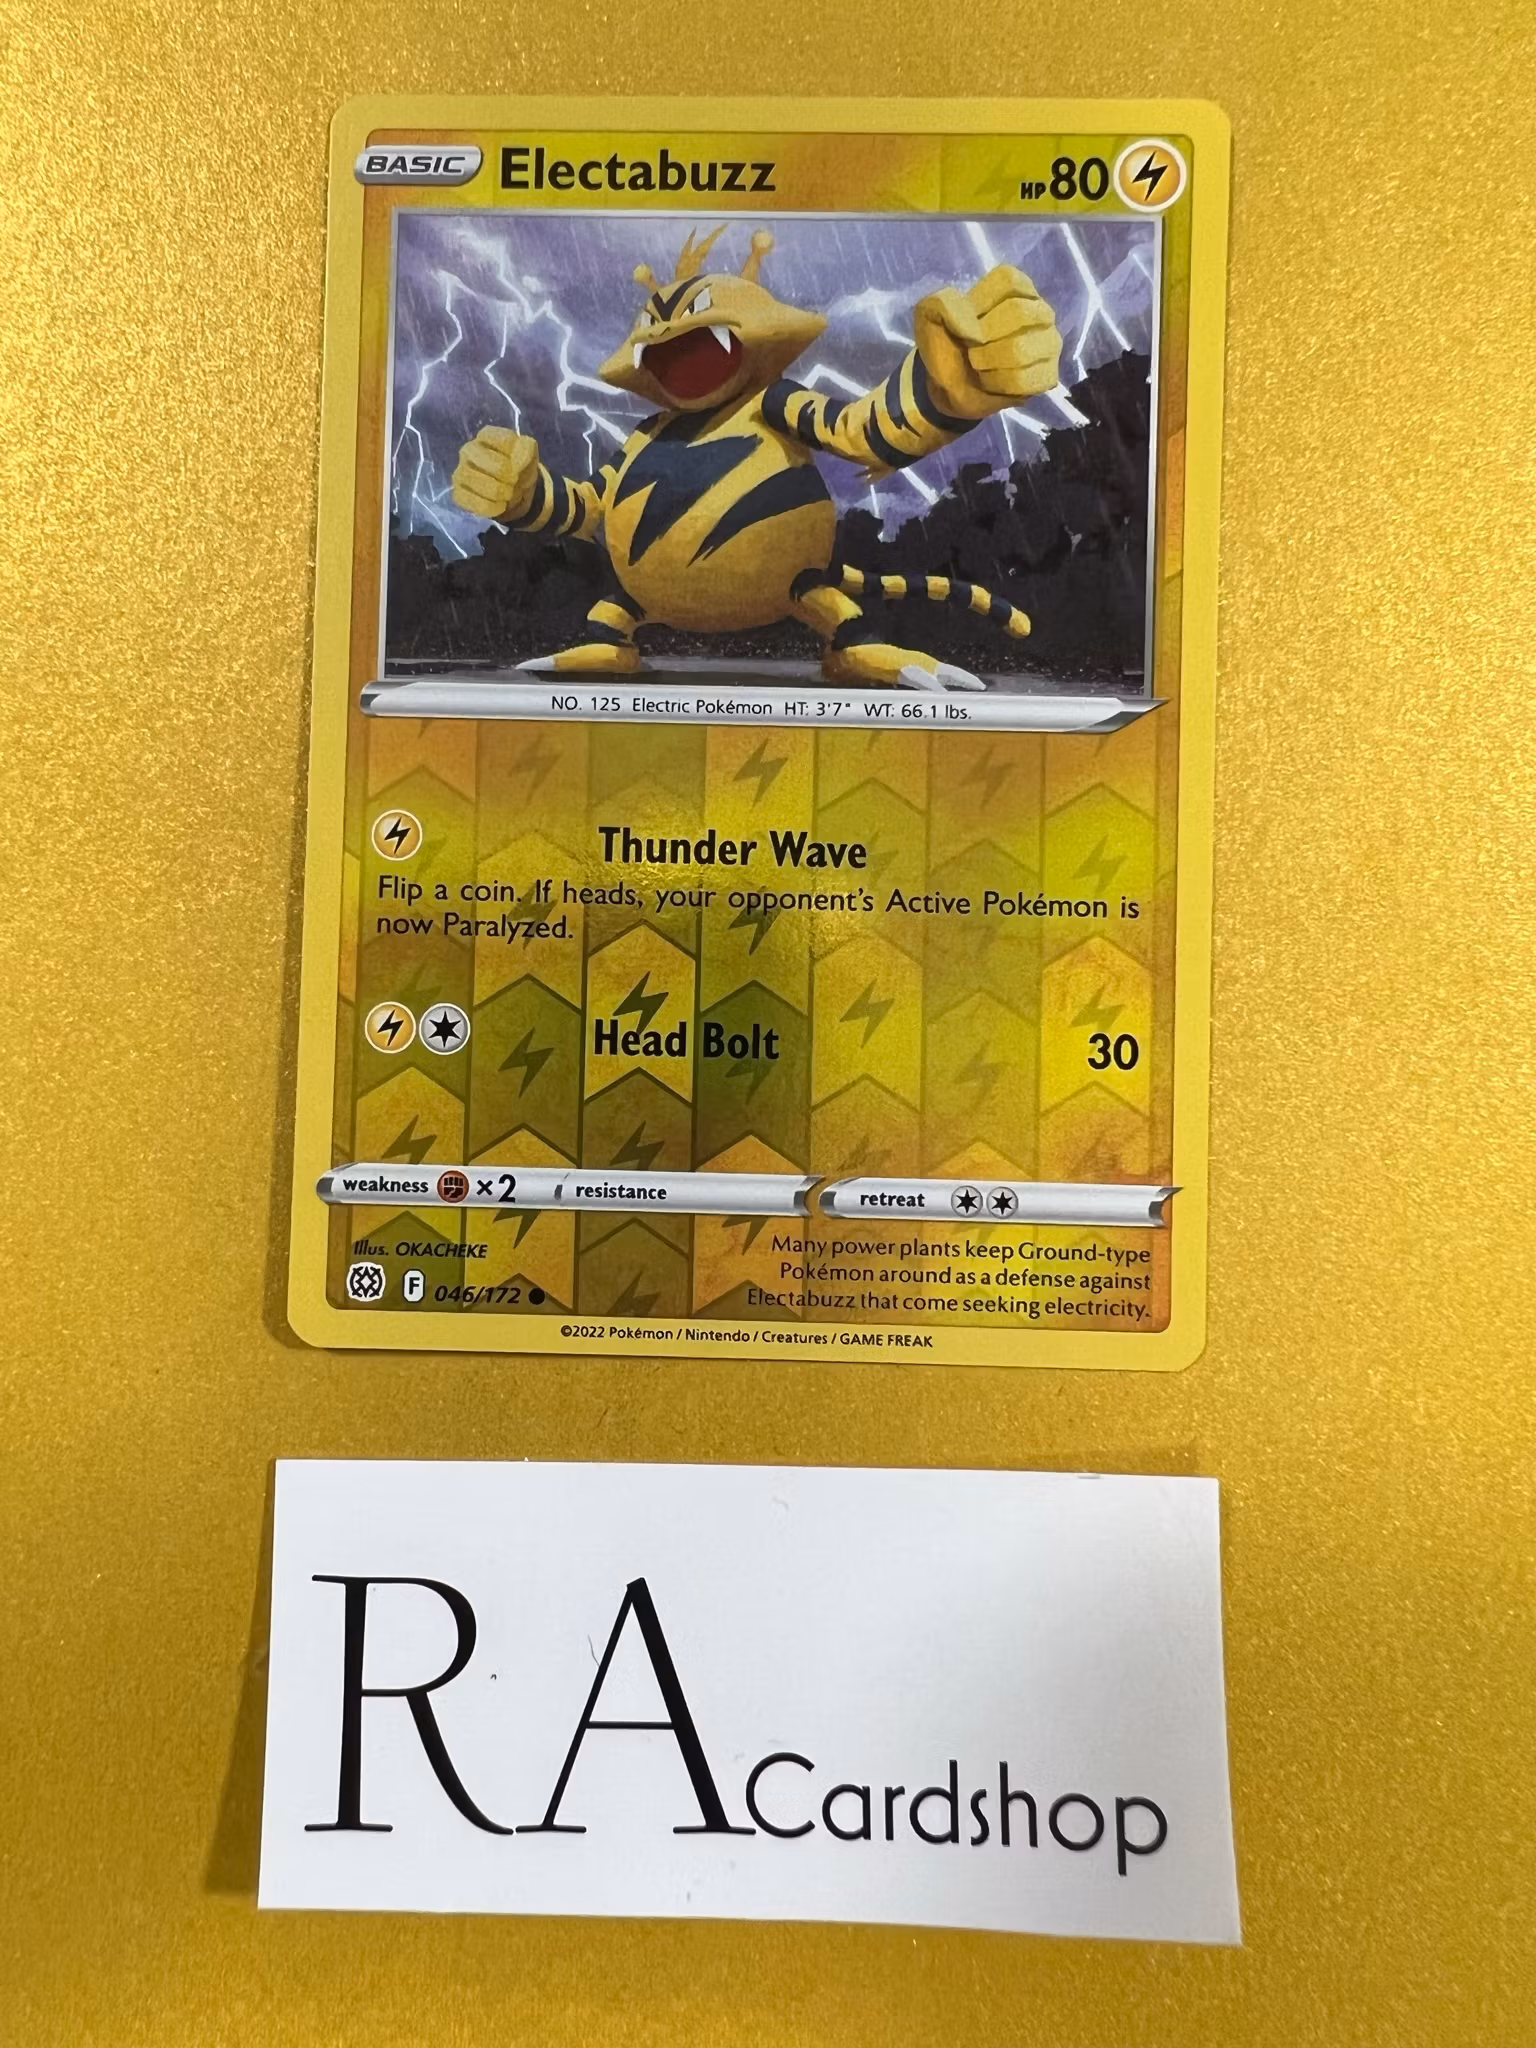 BASIC Electabuzz HP 80
NO. 125 Electric Pokémon HT: 3'7" WT: 66.1 lbs.
Thunder Wave
Flip a coin. If heads, your opponent's Active Pokémon is
now Paralyzed.
Head Bolt 30
weakness ×2 resistance retreat
Illus. OKACHEKE
F 046/172
Many power plants keep Ground-type
Pokémon around as a defense against
Electabuzz that come seeking electricity.
©2022 Pokémon / Nintendo / Creatures / GAME FREAK
RA Cardshop